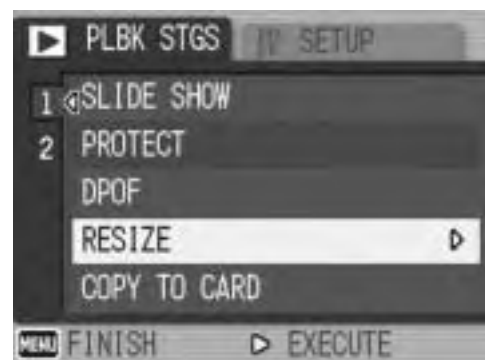 PLBK STGS SETUP
1 SLIDE SHOW
2 PROTECT
DPOF
RESIZE
COPY TO CARD
MENU FINISH EXECUTE